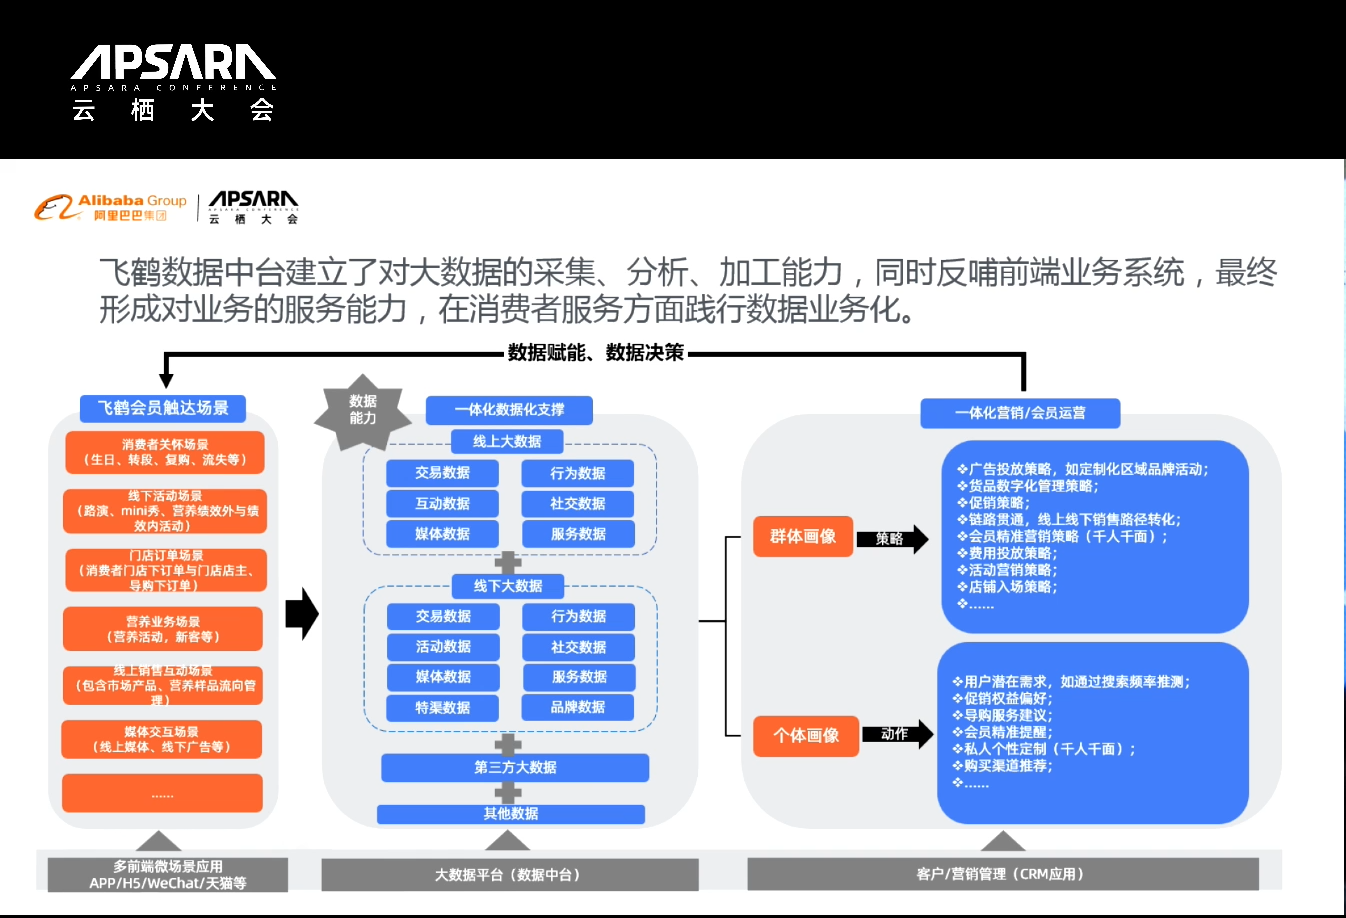 APSARA
APSARA CONFERENCE
云栖大会
Alibaba Group
阿里巴巴集团
APSARA
APSARA CONFERENCE
云栖大会
飞鹤数据中台建立了对大数据的采集、分析、加工能力，同时反哺前端业务系统，最终
形成对业务的服务能力，在消费者服务方面践行数据业务化。
数据赋能、数据决策
飞鹤会员触达场景
消费者关怀场景
（生日、转段、复购、流失等）
线下活动场景
（路演、mini秀、营养绩效外与绩
效内活动）
门店订单场景
（消费者门店下订单与门店店主、
导购下订单）
营养业务场景
（营养活动，新客等）
线上销售互动场景
（包含市场产品、营养样品流向管
理）
媒体交互场景
（线上媒体、线下广告等）
......
多前端微场景应用
APP/H5/WeChat/天猫等
数据
能力
一体化数据化支撑
线上大数据
交易数据
行为数据
互动数据
社交数据
媒体数据
服务数据
线下大数据
交易数据
行为数据
活动数据
社交数据
媒体数据
服务数据
特渠数据
品牌数据
第三方大数据
其他数据
大数据平台（数据中台）
一体化营销/会员运营
群体画像
策略
❖广告投放策略，如定制化区域品牌活动；
❖货品数字化管理策略；
❖促销策略；
❖链路贯通，线上线下销售路径转化；
❖会员精准营销策略（千人千面）；
❖费用投放策略；
❖活动营销策略；
❖店铺入场策略；
❖......
个体画像
动作
❖用户潜在需求，如通过搜索频率推测；
❖促销权益偏好；
❖导购服务建议；
❖会员精准提醒；
❖私人个性定制（千人千面）；
❖购买渠道推荐；
❖......
客户/营销管理（CRM应用）